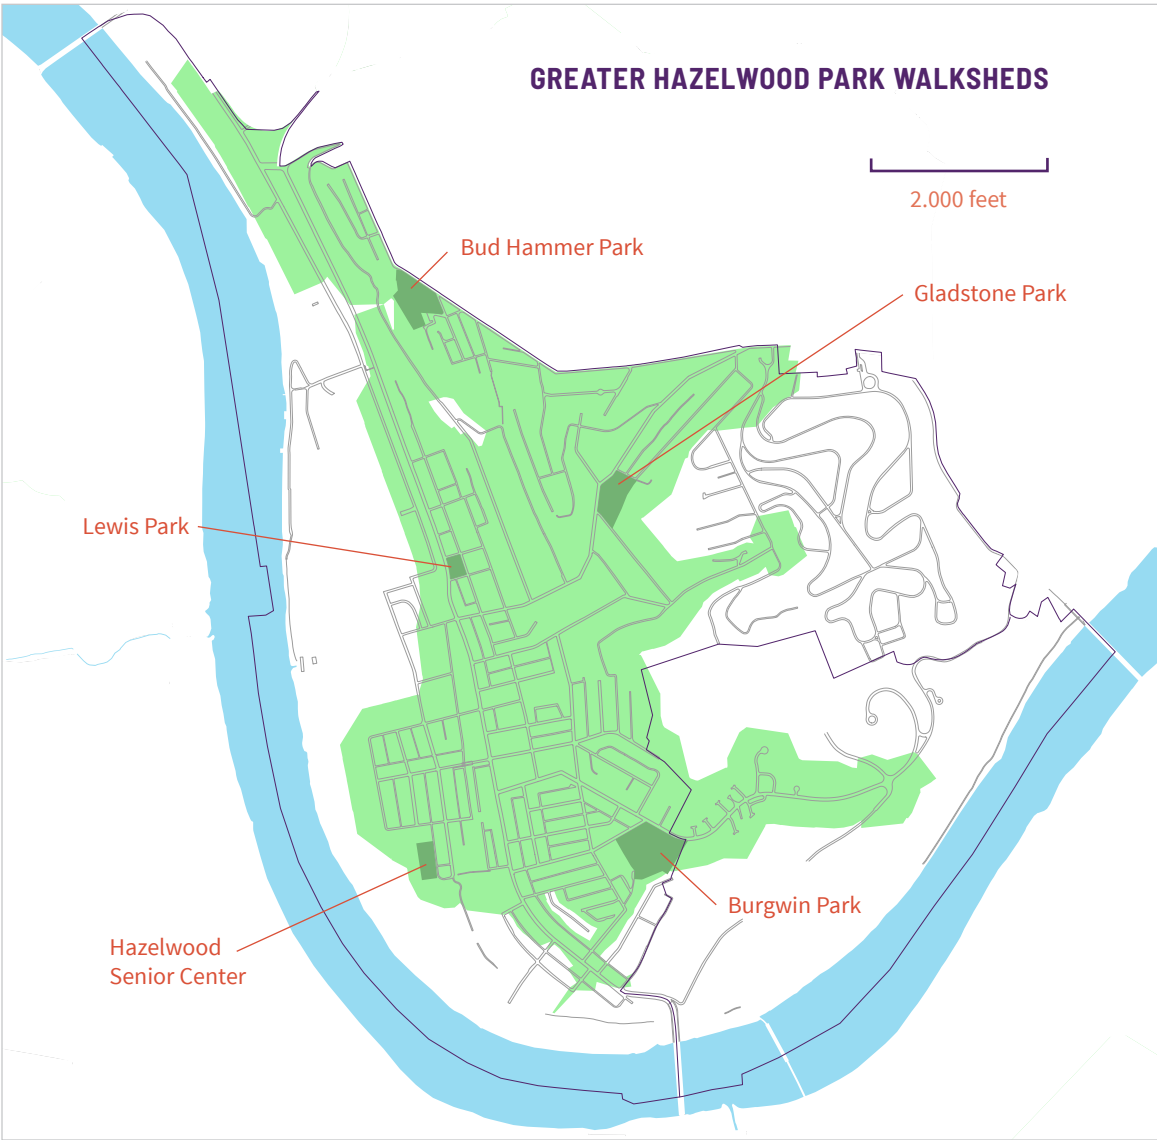 GREATER HAZELWOOD PARK WALKSHEDS
2.000 feet
Bud Hammer Park
Gladstone Park
Lewis Park
Burgwin Park
Hazelwood
Senior Center